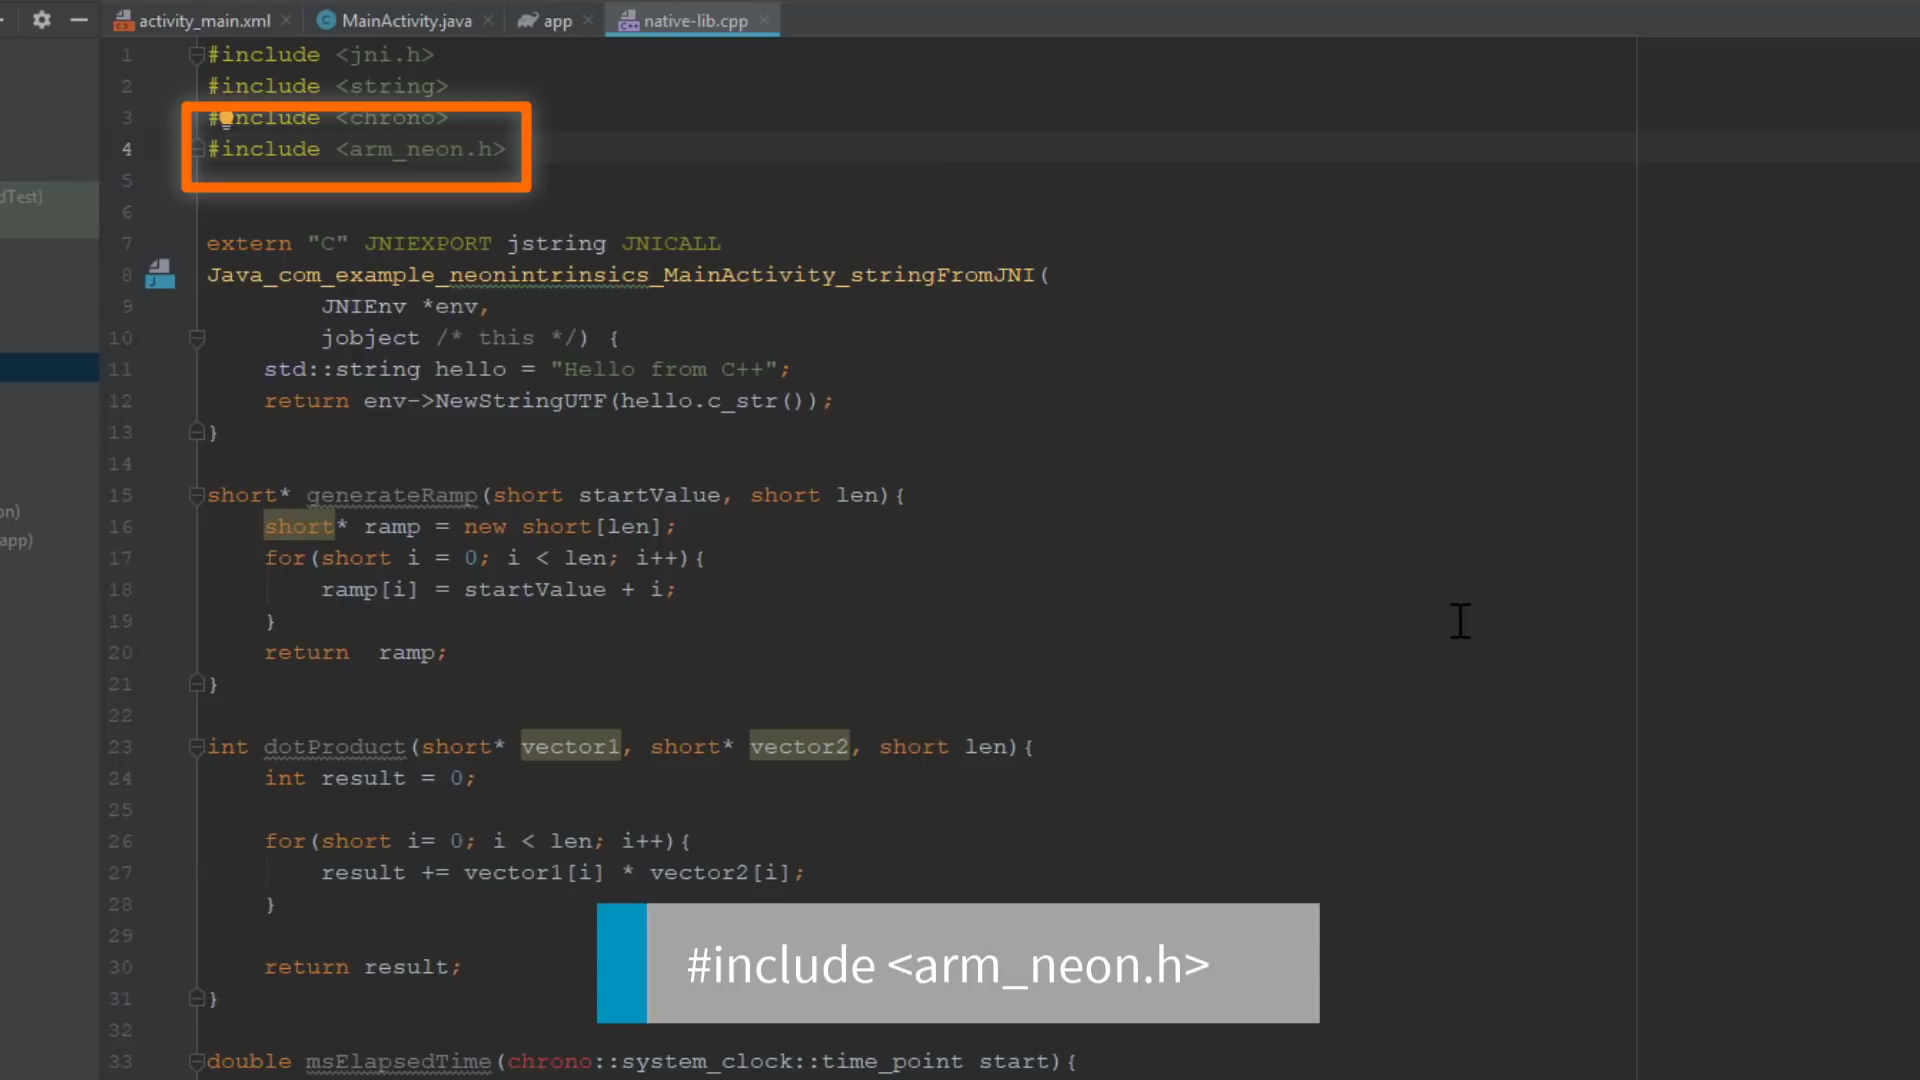 activity_main.xml MainActivity.java app native-lib.cpp
1 #include <jni.h>
2 #include <string>
3 #include <chrono>
4 #include <arm_neon.h>
5
dTest)
6
7 extern "C" JNIEXPORT jstring JNICALL
8 Java_com_example_neonintrinsics_MainActivity_stringFromJNI(
9 JNIEnv *env,
10 jobject /* this */) {
11 std::string hello = "Hello from C++";
12 return env->NewStringUTF(hello.c_str());
13 }
14
15 short* generateRamp(short startValue, short len){
on)
16 short* ramp = new short[len];
app)
17 for(short i = 0; i < len; i++){
18 ramp[i] = startValue + i;
19 }
20 return  ramp;
21 }
22
23 int dotProduct(short* vector1, short* vector2, short len){
24 int result = 0;
25
26 for(short i= 0; i < len; i++){
27 result += vector1[i] * vector2[i];
28 }
29
30 return result;
#include <arm_neon.h>
31 }
32
33 double msElapsedTime(chrono::system_clock::time_point start){